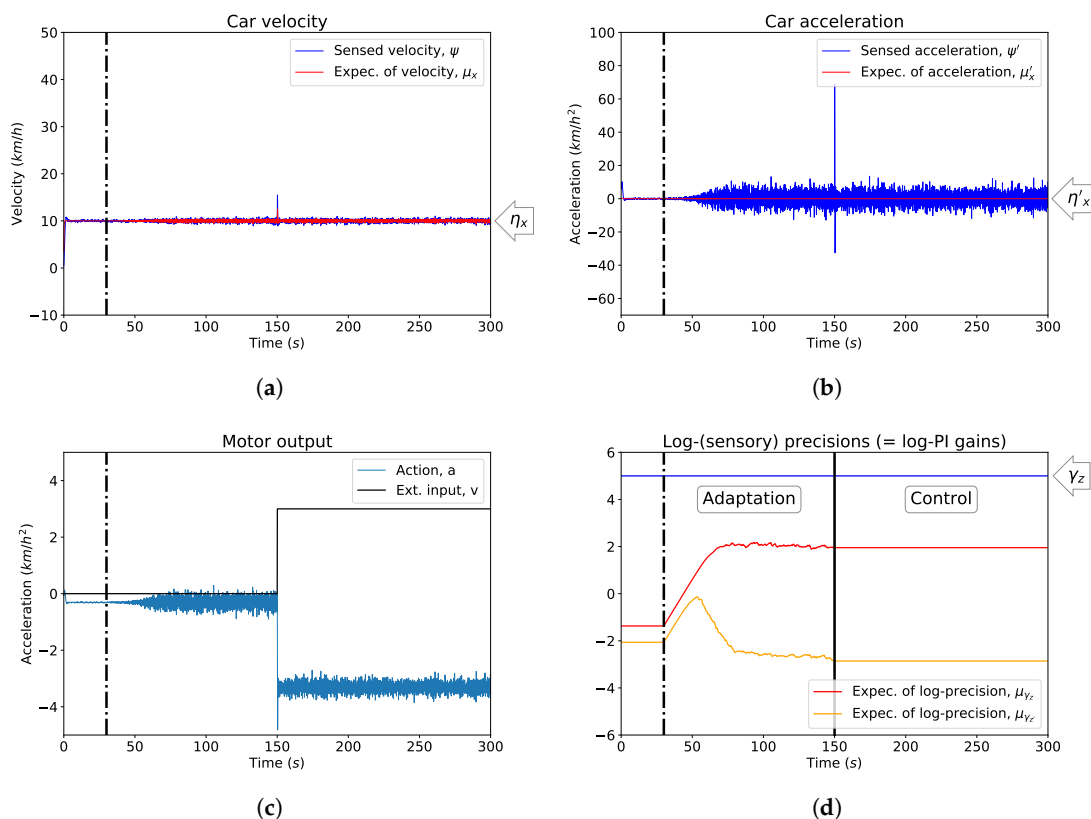 Car velocity
50
40
30
20
10
0
−10
Velocity (km/h)
Sensed velocity, ψ
Expec. of velocity, μₓ
ηₓ
0 50 100 150 200 250 300
Time (s)
(a)
Car acceleration
100
80
60
40
20
0
−20
−40
−60
Acceleration (km/h²)
Sensed acceleration, ψ′
Expec. of acceleration, μ′ₓ
η′ₓ
0 50 100 150 200 250 300
Time (s)
(b)
Motor output
4
2
0
−2
−4
Acceleration (km/h²)
Action, a
Ext. input, v
0 50 100 150 200 250 300
Time (s)
(c)
Log-(sensory) precisions (= log-PI gains)
6
4
2
0
−2
−4
−6
Adaptation
Control
γ_z
Expec. of log-precision, μ_γ_z
Expec. of log-precision, μ_γ_z′
0 50 100 150 200 250 300
Time (s)
(d)